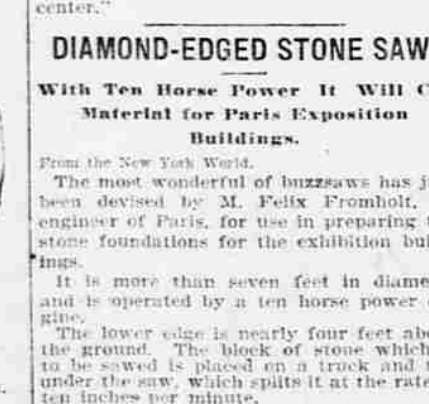 center."
DIAMOND-EDGED STONE SAW
With Ten Horse Power It Will C
Material for Paris Exposition
Buildings.
From the New York World.
The most wonderful of buzzsaws has j
been devised by M. Felix Fromholt,
engineer of Paris, for use in preparing t
stone foundations for the exhibition bui
ings.
It is more than seven feet in diame
and is operated by a ten horse power e
gine.
The lower edge is nearly four feet abo
the ground. The block of stone which
to be sawed is placed on a truck and r
under the saw, which splits it at the rate
ten inches per minute.